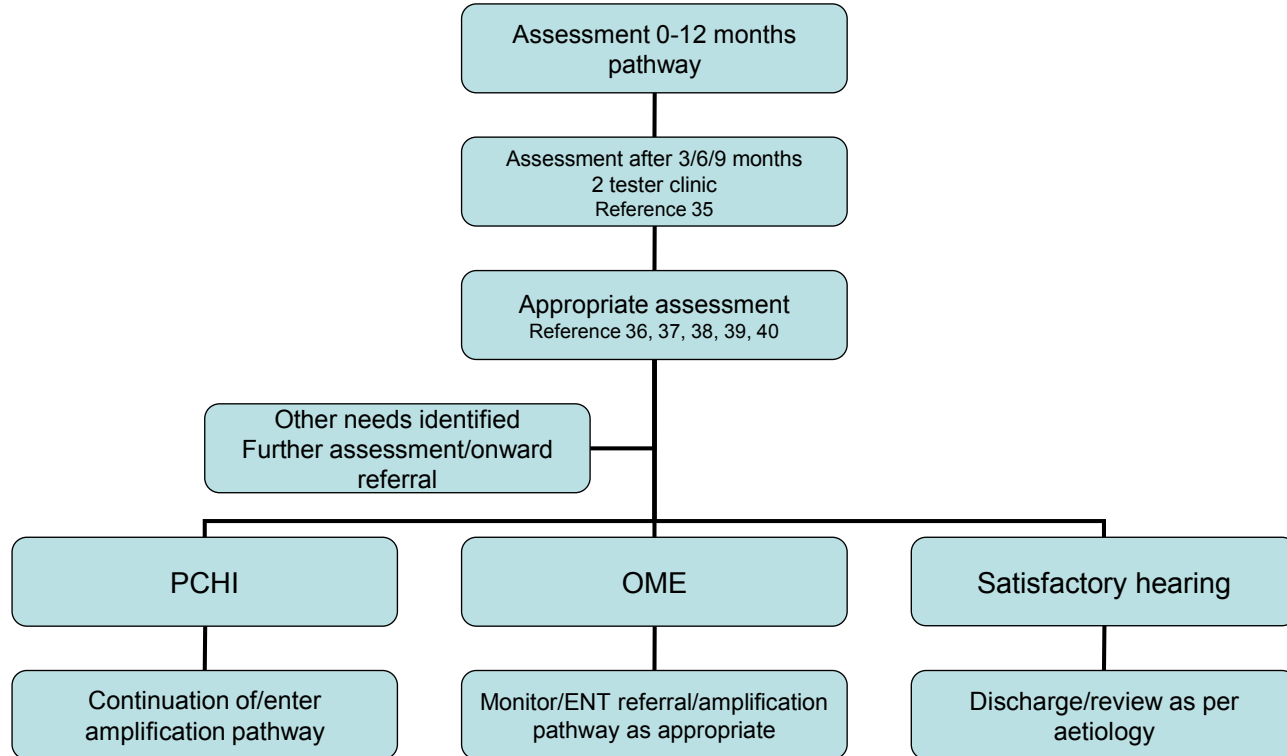 Assessment 0-12 months
pathway
Assessment after 3/6/9 months
2 tester clinic
Reference 35
Appropriate assessment
Reference 36, 37, 38, 39, 40
Other needs identified
Further assessment/onward
referral
PCHI
OME
Satisfactory hearing
Continuation of/enter
amplification pathway
Monitor/ENT referral/amplification
pathway as appropriate
Discharge/review as per
aetiology